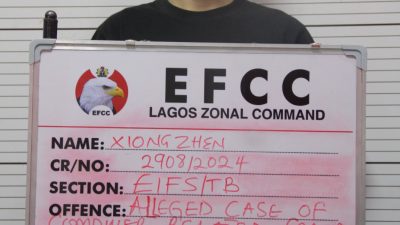 EFCC
EFCC
LAGOS ZONAL COMMAND
NAME: XIONGZHEN
CR/NO: 2908/2024
SECTION: EIFS/TB
OFFENCE: ALLEGED CASE OF